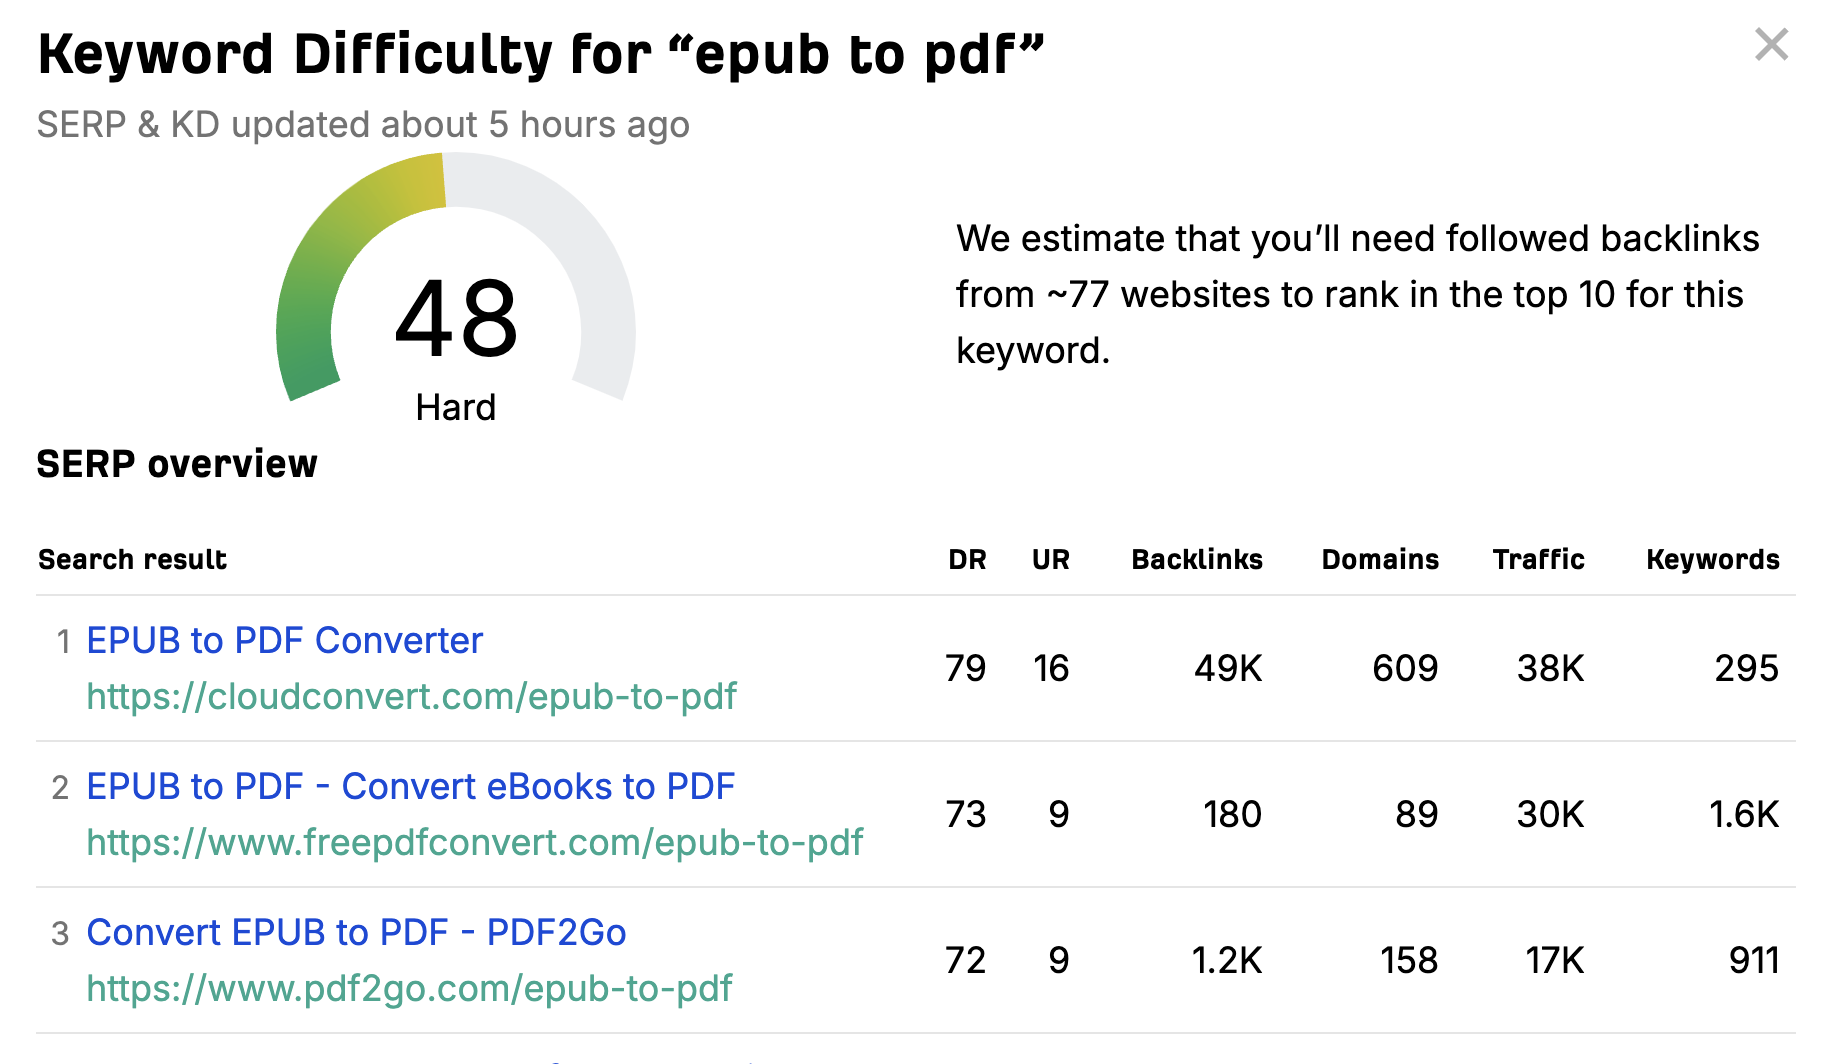 Keyword Difficulty for “epub to pdf”
SERP & KD updated about 5 hours ago
48
Hard
We estimate that you’ll need followed backlinks
from ~77 websites to rank in the top 10 for this
keyword.
SERP overview
Search result DR UR Backlinks Domains Traffic Keywords
1 EPUB to PDF Converter
https://cloudconvert.com/epub-to-pdf
79 16 49K 609 38K 295
2 EPUB to PDF - Convert eBooks to PDF
https://www.freepdfconvert.com/epub-to-pdf
73 9 180 89 30K 1.6K
3 Convert EPUB to PDF - PDF2Go
https://www.pdf2go.com/epub-to-pdf
72 9 1.2K 158 17K 911